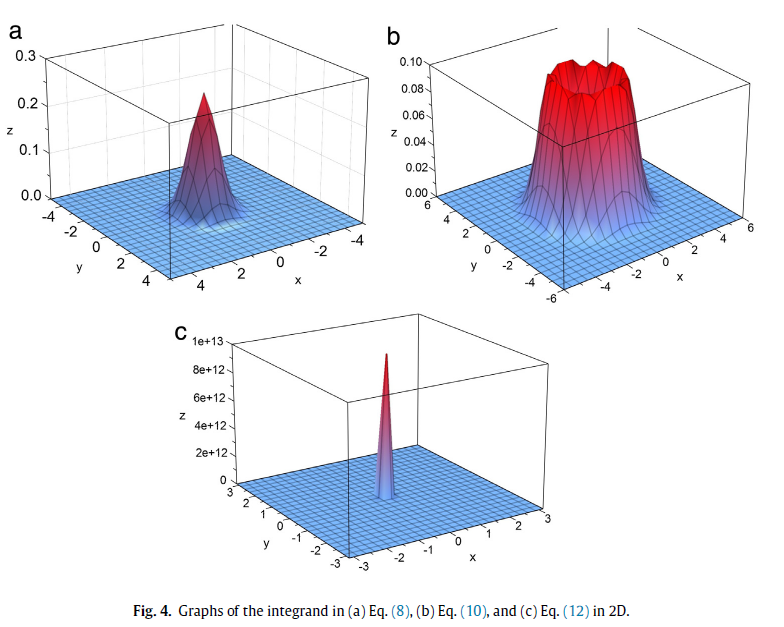 a
0.3
0.2
z
0.1
0.0
-4
-2
0
y
2
4
4
2
0
x
-2
-4
b
0.10
0.08
0.06
z
0.04
0.02
0.00
6
4
2
y
0
-2
-4
-6
-4
-2
0
x
2
4
6
c
1e+13
8e+12
6e+12
z
4e+12
2e+12
0
3
2
1
0
y
-1
-2
-3
-3
-2
-1
0
x
1
2
3
Fig. 4. Graphs of the integrand in (a) Eq. (8), (b) Eq. (10), and (c) Eq. (12) in 2D.